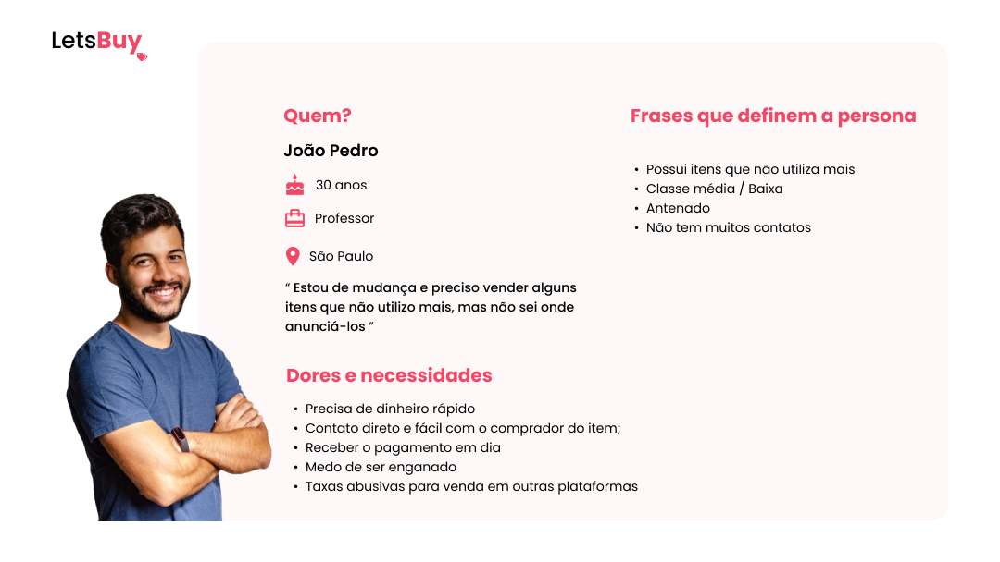 LetsBuy
Quem?
João Pedro
30 anos
Professor
São Paulo
“ Estou de mudança e preciso vender alguns
itens que não utilizo mais, mas não sei onde
anunciá-los ”
Frases que definem a persona
• Possui itens que não utiliza mais
• Classe média / Baixa
• Antenado
• Não tem muitos contatos
Dores e necessidades
• Precisa de dinheiro rápido
• Contato direto e fácil com o comprador do item;
• Receber o pagamento em dia
• Medo de ser enganado
• Taxas abusivas para venda em outras plataformas